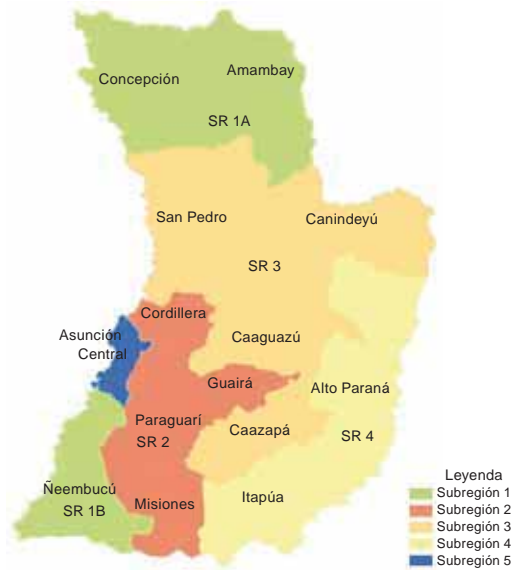 Amambay
Concepción
SR 1A
San Pedro
Canindeyú
SR 3
Cordillera
Asunción
Central
Caaguazú
Guairá
Alto Paraná
Paraguarí
SR 2
Caazapá
SR 4
Ñeembucú
SR 1B
Misiones
Itapúa
Leyenda
Subregión 1
Subregión 2
Subregión 3
Subregión 4
Subregión 5